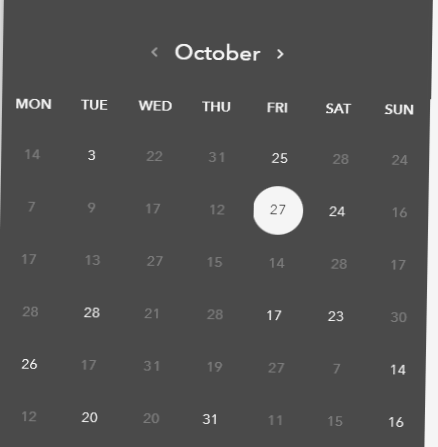 < October >
MON TUE WED THU FRI SAT SUN
14 3 22 31 25 28 24
7 9 17 12 27 24 16
17 13 27 15 14 28 17
28 28 21 28 17 23 30
26 17 31 19 27 7 14
12 20 20 31 11 15 16